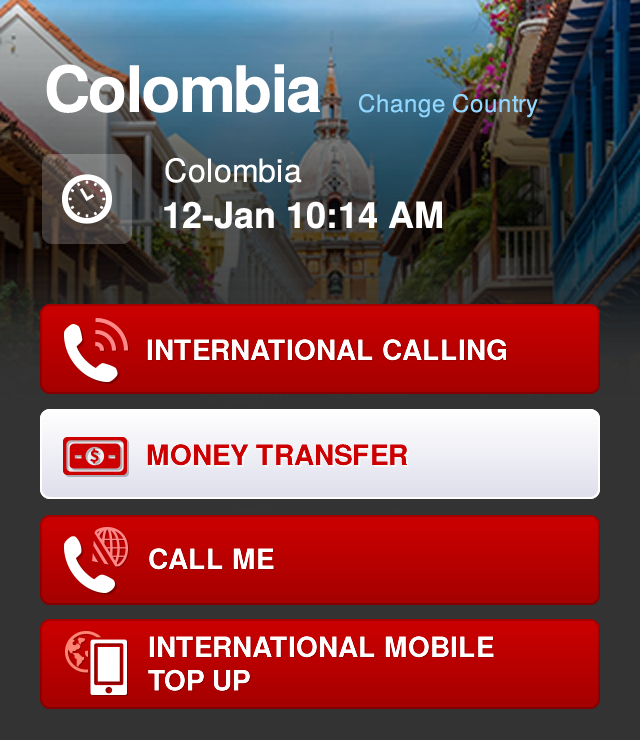 Colombia
Change Country
Colombia
12-Jan 10:14 AM
INTERNATIONAL CALLING
$
MONEY TRANSFER
CALL ME
INTERNATIONAL MOBILE
TOP UP